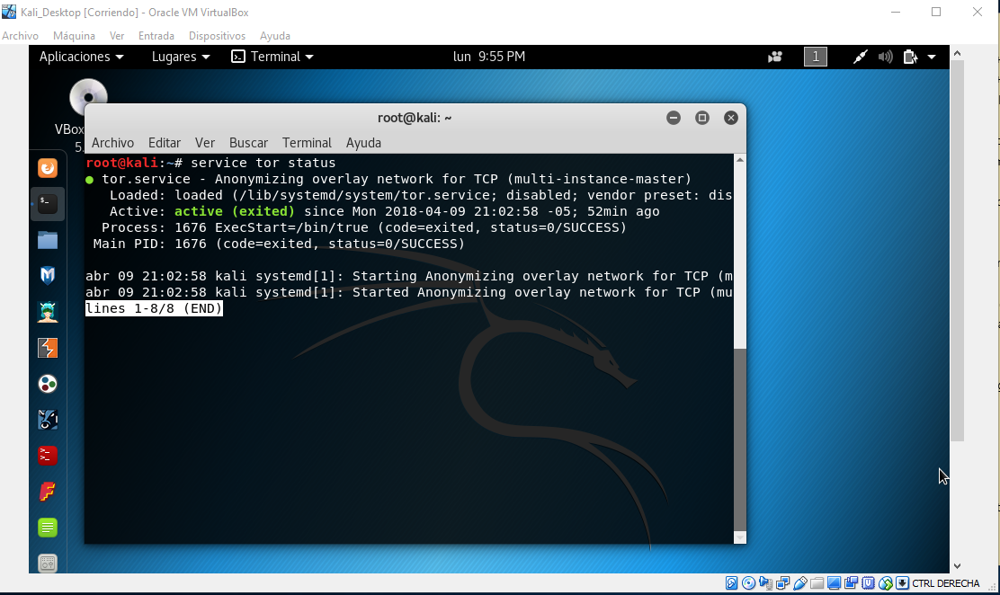 Kali_Desktop [Corriendo] - Oracle VM VirtualBox
Archivo Máquina Ver Entrada Dispositivos Ayuda
Aplicaciones Lugares Terminal lun 9:55 PM 1
VBox
5.
root@kali: ~
Archivo Editar Ver Buscar Terminal Ayuda
root@kali:~# service tor status
● tor.service - Anonymizing overlay network for TCP (multi-instance-master)
Loaded: loaded (/lib/systemd/system/tor.service; disabled; vendor preset: dis
Active: active (exited) since Mon 2018-04-09 21:02:58 -05; 52min ago
Process: 1676 ExecStart=/bin/true (code=exited, status=0/SUCCESS)
Main PID: 1676 (code=exited, status=0/SUCCESS)
abr 09 21:02:58 kali systemd[1]: Starting Anonymizing overlay network for TCP (m
abr 09 21:02:58 kali systemd[1]: Started Anonymizing overlay network for TCP (mu
lines 1-8/8 (END)
CTRL DERECHA